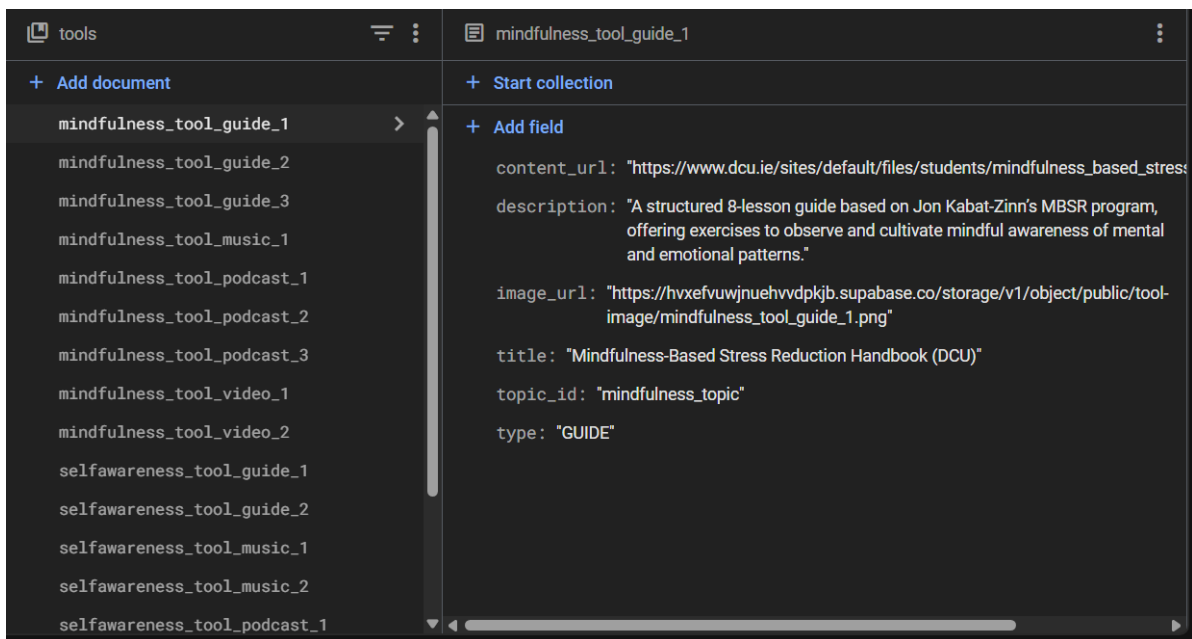 tools
mindfulness_tool_guide_1
+ Add document
+ Start collection
mindfulness_tool_guide_1
+ Add field
mindfulness_tool_guide_2
mindfulness_tool_guide_3
mindfulness_tool_music_1
mindfulness_tool_podcast_1
mindfulness_tool_podcast_2
mindfulness_tool_podcast_3
mindfulness_tool_video_1
mindfulness_tool_video_2
selfawareness_tool_guide_1
selfawareness_tool_guide_2
selfawareness_tool_music_1
selfawareness_tool_music_2
selfawareness_tool_podcast_1
content_url: "https://www.dcu.ie/sites/default/files/students/mindfulness_based_stress
description: "A structured 8-lesson guide based on Jon Kabat-Zinn’s MBSR program,
offering exercises to observe and cultivate mindful awareness of mental
and emotional patterns."
image_url: "https://hvxefvuwjnuehvvdpkjb.supabase.co/storage/v1/object/public/tool-
image/mindfulness_tool_guide_1.png"
title: "Mindfulness-Based Stress Reduction Handbook (DCU)"
topic_id: "mindfulness_topic"
type: "GUIDE"